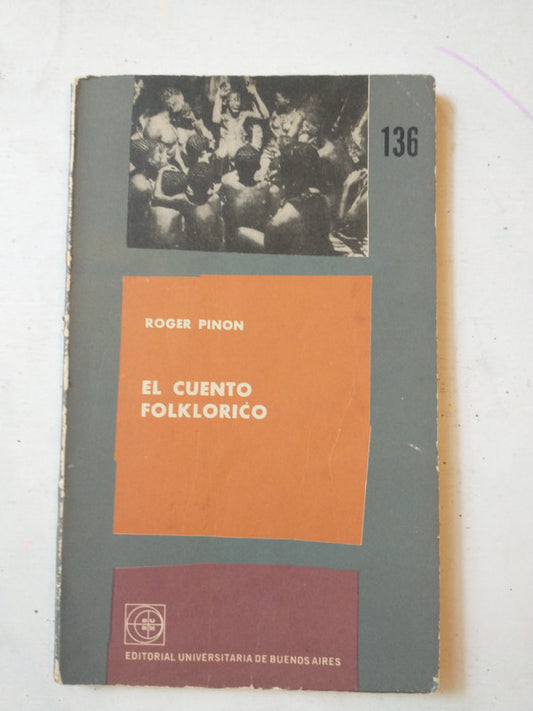 136
ROGER PINON
EL CUENTO
FOLKLORICO
EDITORIAL UNIVERSITARIA DE BUENOS AIRES